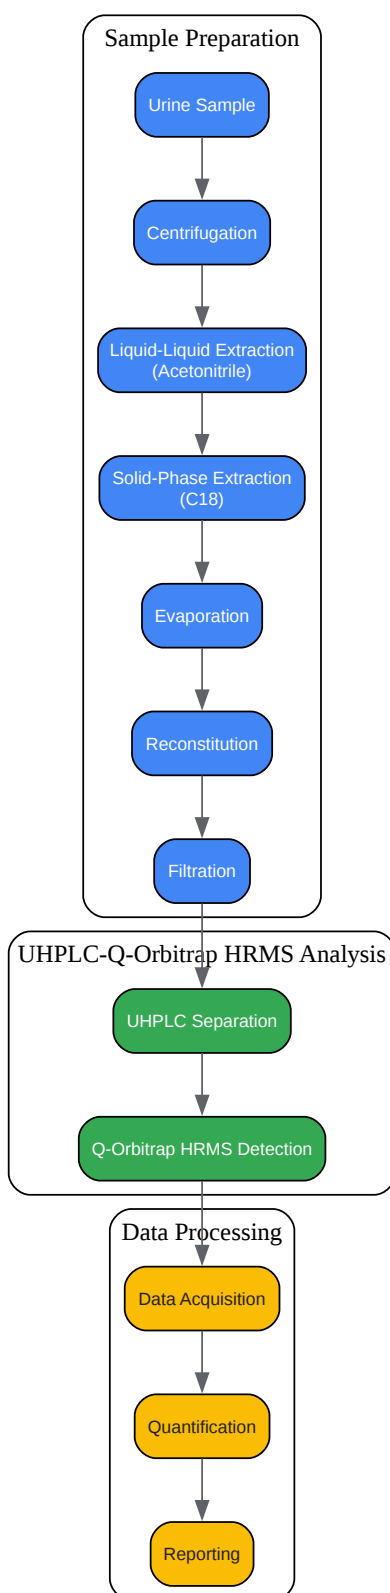 Sample Preparation
Urine Sample
Centrifugation
Liquid-Liquid Extraction
(Acetonitrile)
Solid-Phase Extraction
(C18)
Evaporation
Reconstitution
Filtration
UHPLC-Q-Orbitrap HRMS Analysis
UHPLC Separation
Q-Orbitrap HRMS Detection
Data Processing
Data Acquisition
Quantification
Reporting